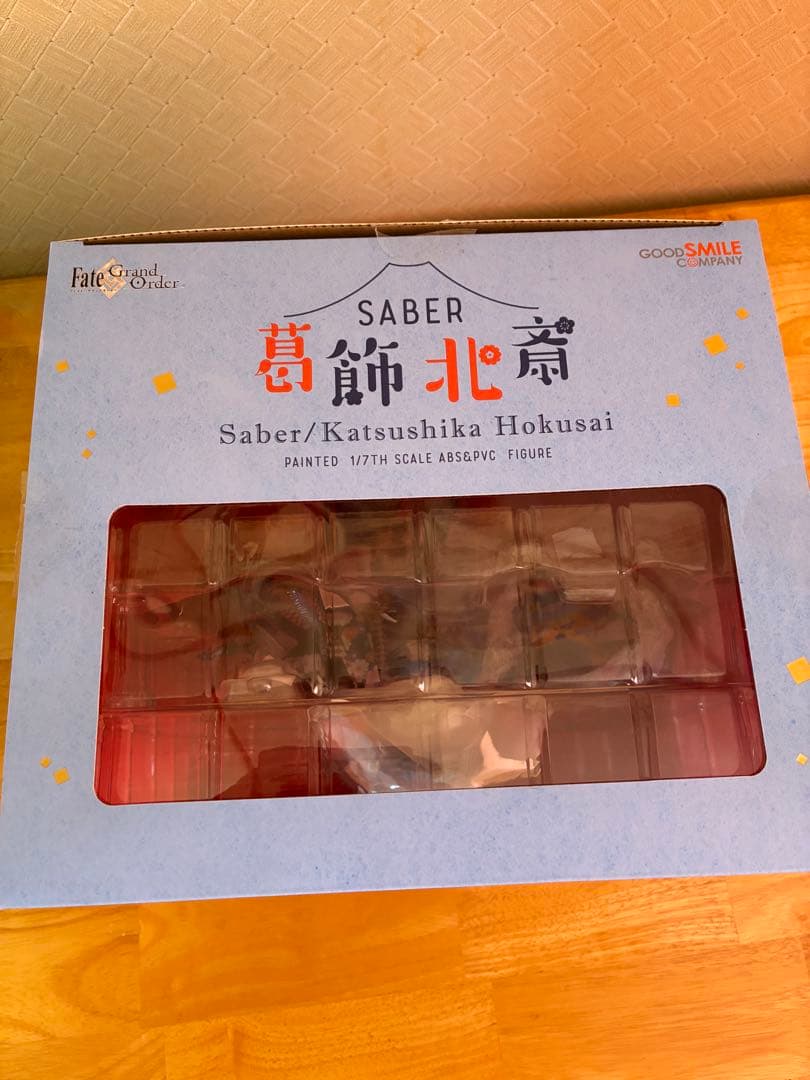 Fate Grand Order
GOOD SMILE COMPANY
SABER
葛飾北斎
Saber/Katsushika Hokusai
PAINTED 1/7TH SCALE ABS&PVC FIGURE